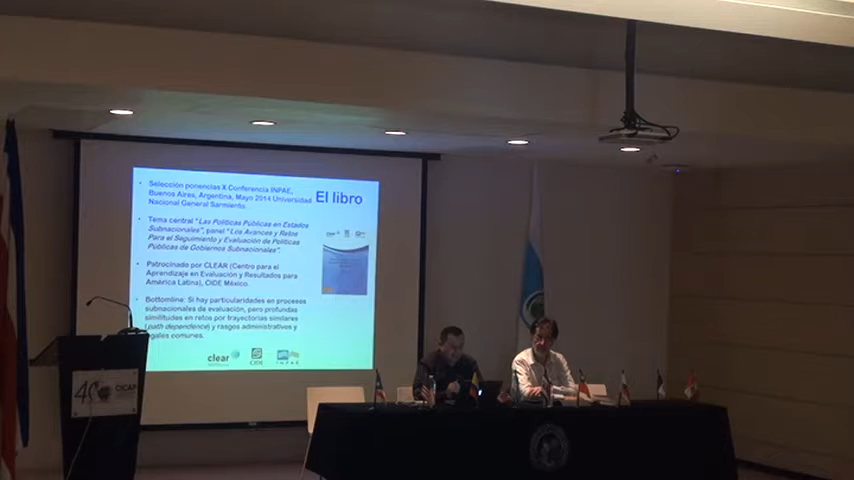 El libro
• Selección ponencias X Conferencia INPAE,
Buenos Aires, Argentina, Mayo 2014 Universidad
Nacional General Sarmiento.
• Tema central "Las Políticas Públicas en Estados
Subnacionales", panel "Los Avances y Retos
Para el Seguimiento y Evaluación de Políticas
Públicas de Gobiernos Subnacionales".
• Patrocinado por CLEAR (Centro para el
Aprendizaje en Evaluación y Resultados para
América Latina), CIDE México.
• Bottomline: Si hay particularidades en procesos
subnacionales de evaluación, pero profundas
similitudes en retos por trayectorias similares
(path dependence) y rasgos administrativos y
legales comunes.
clear
CIDE
INPAE
40 CICAP